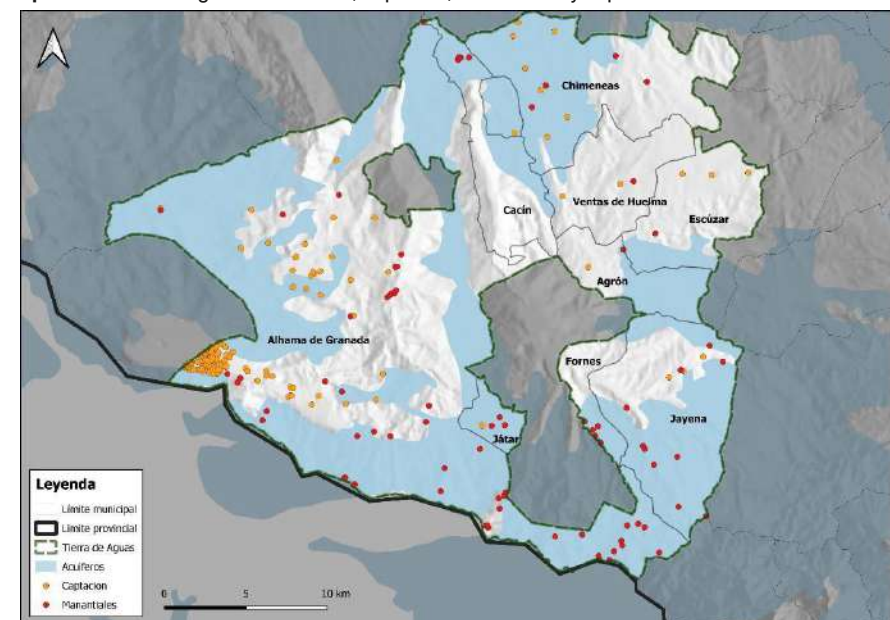 Chimeneas
Cacín
Ventas de Huelma
Escúzar
Agrón
Alhama de Granada
Fornes
Jayena
Játar
Leyenda
Límite municipal
Límite provincial
Tierra de Aguas
Acuíferos
Captacion
Manantiales
0 5 10 km